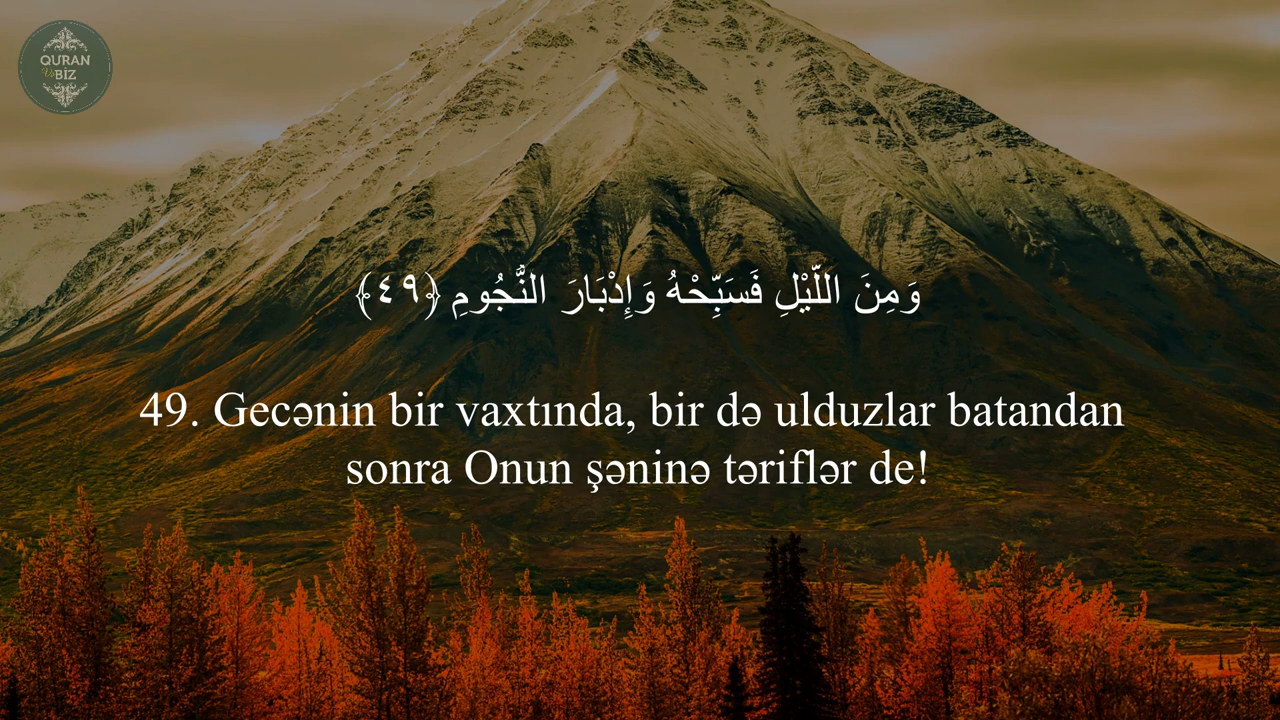 QURAN
Və BİZ
وَمِنَ اللَّيْلِ فَسَبِّحْهُ وَإِدْبَارَ النُّجُومِ ﴿٤٩﴾
49. Gecənin bir vaxtında, bir də ulduzlar batandan
sonra Onun şəninə təriflər de!